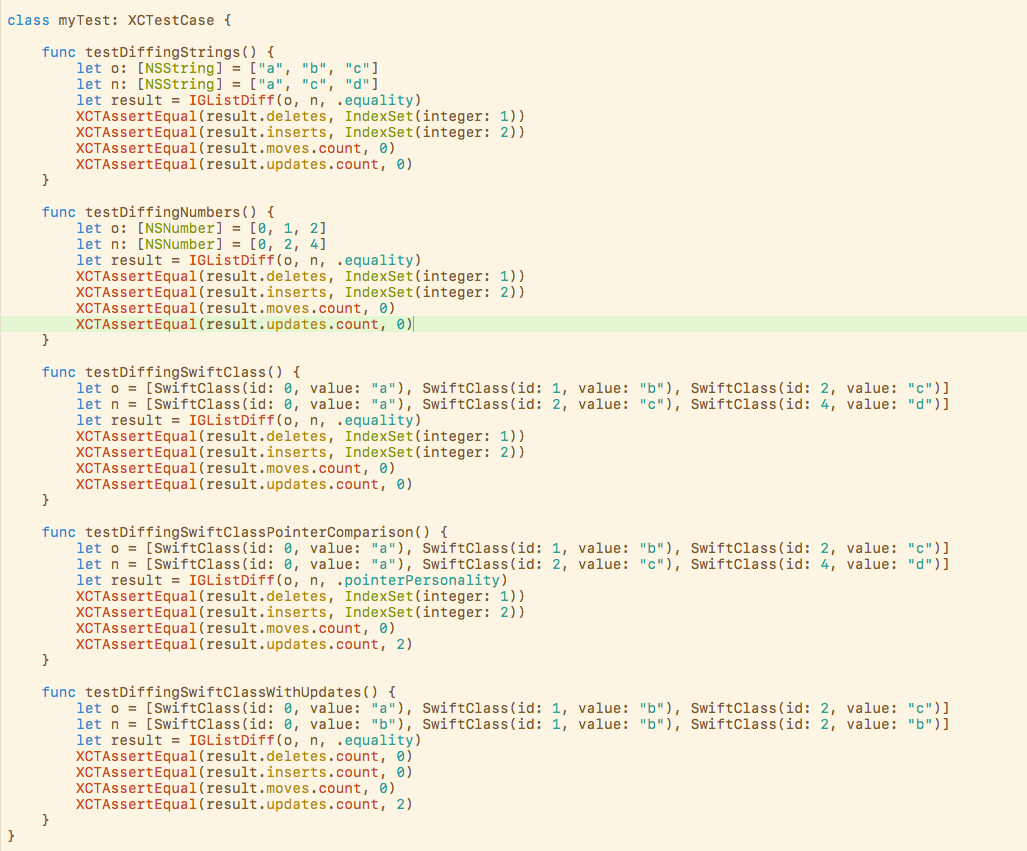 class myTest: XCTestCase {
func testDiffingStrings() {
let o: [NSString] = ["a", "b", "c"]
let n: [NSString] = ["a", "c", "d"]
let result = IGListDiff(o, n, .equality)
XCTAssertEqual(result.deletes, IndexSet(integer: 1))
XCTAssertEqual(result.inserts, IndexSet(integer: 2))
XCTAssertEqual(result.moves.count, 0)
XCTAssertEqual(result.updates.count, 0)
}
func testDiffingNumbers() {
let o: [NSNumber] = [0, 1, 2]
let n: [NSNumber] = [0, 2, 4]
let result = IGListDiff(o, n, .equality)
XCTAssertEqual(result.deletes, IndexSet(integer: 1))
XCTAssertEqual(result.inserts, IndexSet(integer: 2))
XCTAssertEqual(result.moves.count, 0)
XCTAssertEqual(result.updates.count, 0)
}
func testDiffingSwiftClass() {
let o = [SwiftClass(id: 0, value: "a"), SwiftClass(id: 1, value: "b"), SwiftClass(id: 2, value: "c")]
let n = [SwiftClass(id: 0, value: "a"), SwiftClass(id: 2, value: "c"), SwiftClass(id: 4, value: "d")]
let result = IGListDiff(o, n, .equality)
XCTAssertEqual(result.deletes, IndexSet(integer: 1))
XCTAssertEqual(result.inserts, IndexSet(integer: 2))
XCTAssertEqual(result.moves.count, 0)
XCTAssertEqual(result.updates.count, 0)
}
func testDiffingSwiftClassPointerComparison() {
let o = [SwiftClass(id: 0, value: "a"), SwiftClass(id: 1, value: "b"), SwiftClass(id: 2, value: "c")]
let n = [SwiftClass(id: 0, value: "a"), SwiftClass(id: 2, value: "c"), SwiftClass(id: 4, value: "d")]
let result = IGListDiff(o, n, .pointerPersonality)
XCTAssertEqual(result.deletes, IndexSet(integer: 1))
XCTAssertEqual(result.inserts, IndexSet(integer: 2))
XCTAssertEqual(result.moves.count, 0)
XCTAssertEqual(result.updates.count, 2)
}
func testDiffingSwiftClassWithUpdates() {
let o = [SwiftClass(id: 0, value: "a"), SwiftClass(id: 1, value: "b"), SwiftClass(id: 2, value: "c")]
let n = [SwiftClass(id: 0, value: "b"), SwiftClass(id: 1, value: "b"), SwiftClass(id: 2, value: "b")]
let result = IGListDiff(o, n, .equality)
XCTAssertEqual(result.deletes.count, 0)
XCTAssertEqual(result.inserts.count, 0)
XCTAssertEqual(result.moves.count, 0)
XCTAssertEqual(result.updates.count, 2)
}
}